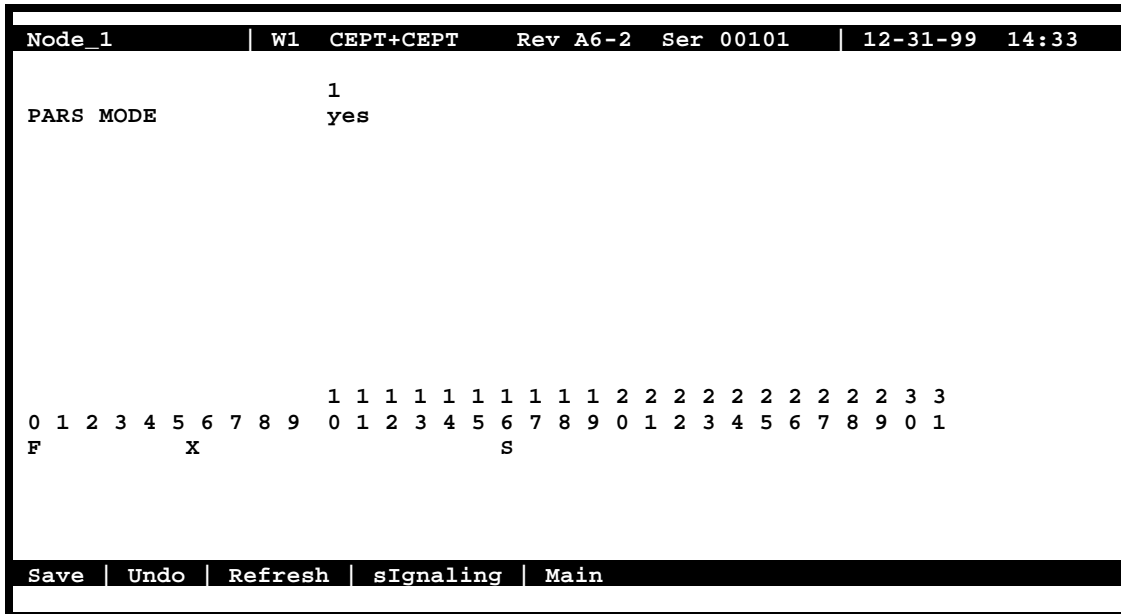 Node_1 | W1 CEPT+CEPT Rev A6-2 Ser 00101 | 12-31-99 14:33
1
PARS MODE yes
1 1 1 1 1 1 1 1 1 1 2 2 2 2 2 2 2 2 2 2 3 3
0 1 2 3 4 5 6 7 8 9 0 1 2 3 4 5 6 7 8 9 0 1 2 3 4 5 6 7 8 9 0 1
F X S
Save | Undo | Refresh | sIgnaling | Main